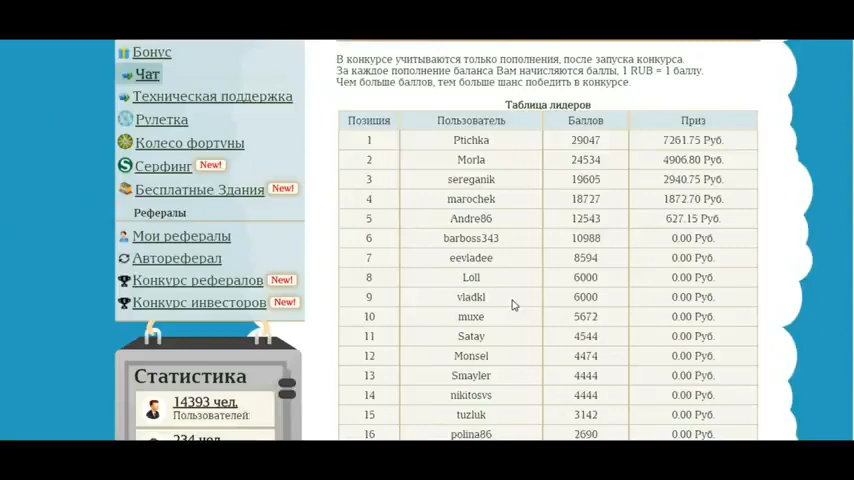 Бонус
Чат
Техническая поддержка
Рулетка
Колесо фортуны
Серфинг New!
Бесплатные Здания New!
Рефералы
Мои рефералы
Автореферал
Конкурс рефералов New!
Конкурс инвесторов New!
Статистика
14393 чел.
Пользователей:
234 чел.
В конкурсе учитываются только пополнения, после запуска конкурса.
За каждое пополнение баланса Вам начисляются баллы, 1 RUB = 1 баллу.
Чем больше баллов, тем больше шанс победить в конкурсе.
Таблица лидеров
Позиция Пользователь Баллов Приз
1 Ptichka 29047 7261.75 Руб.
2 Morla 24534 4906.80 Руб.
3 sereganik 19605 2940.75 Руб.
4 marochek 18727 1872.70 Руб.
5 Andre86 12543 627.15 Руб.
6 barboss343 10988 0.00 Руб.
7 eevladee 8594 0.00 Руб.
8 Loll 6000 0.00 Руб.
9 vladkl 6000 0.00 Руб.
10 muxe 5672 0.00 Руб.
11 Satay 4544 0.00 Руб.
12 Monsel 4474 0.00 Руб.
13 Smayler 4444 0.00 Руб.
14 nikitosvs 4444 0.00 Руб.
15 tuzluk 3142 0.00 Руб.
16 polina86 2690 0.00 Руб.